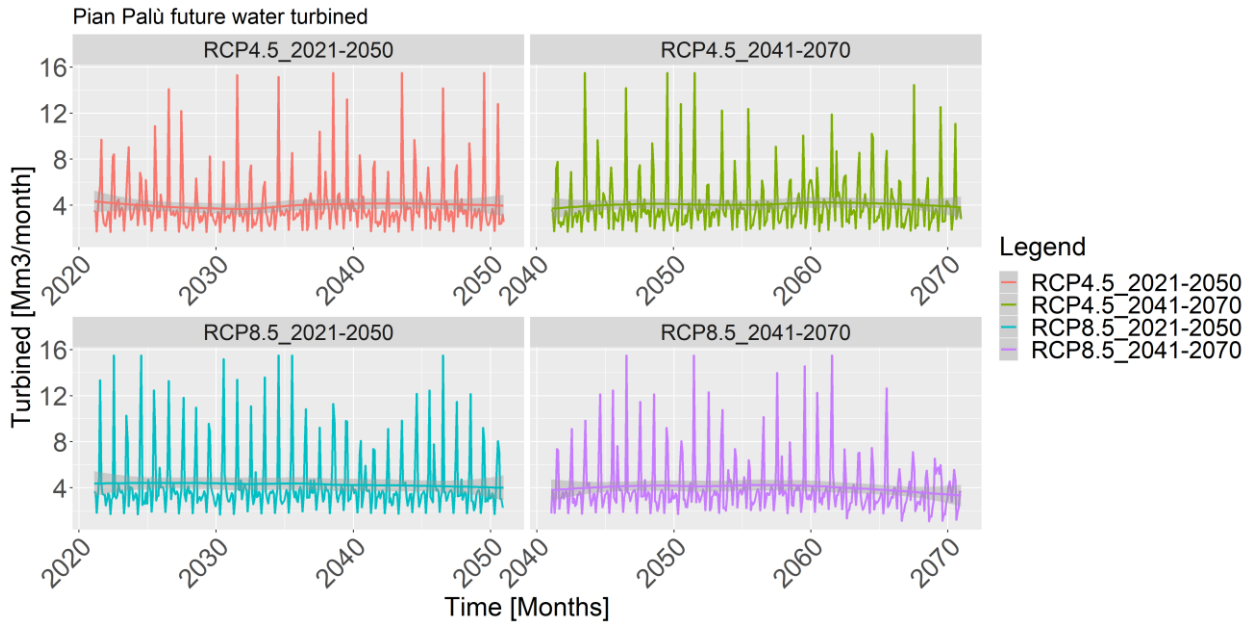 Pian Palù future water turbined
RCP4.5_2021-2050
RCP4.5_2041-2070
16
12
8
4
2020
2030
2040
2050
2040
2050
2060
2070
RCP8.5_2021-2050
RCP8.5_2041-2070
16
12
8
4
2020
2030
2040
2050
2040
2050
2060
2070
Turbined [Mm3/month]
Time [Months]
Legend
RCP4.5_2021-2050
RCP4.5_2041-2070
RCP8.5_2021-2050
RCP8.5_2041-2070